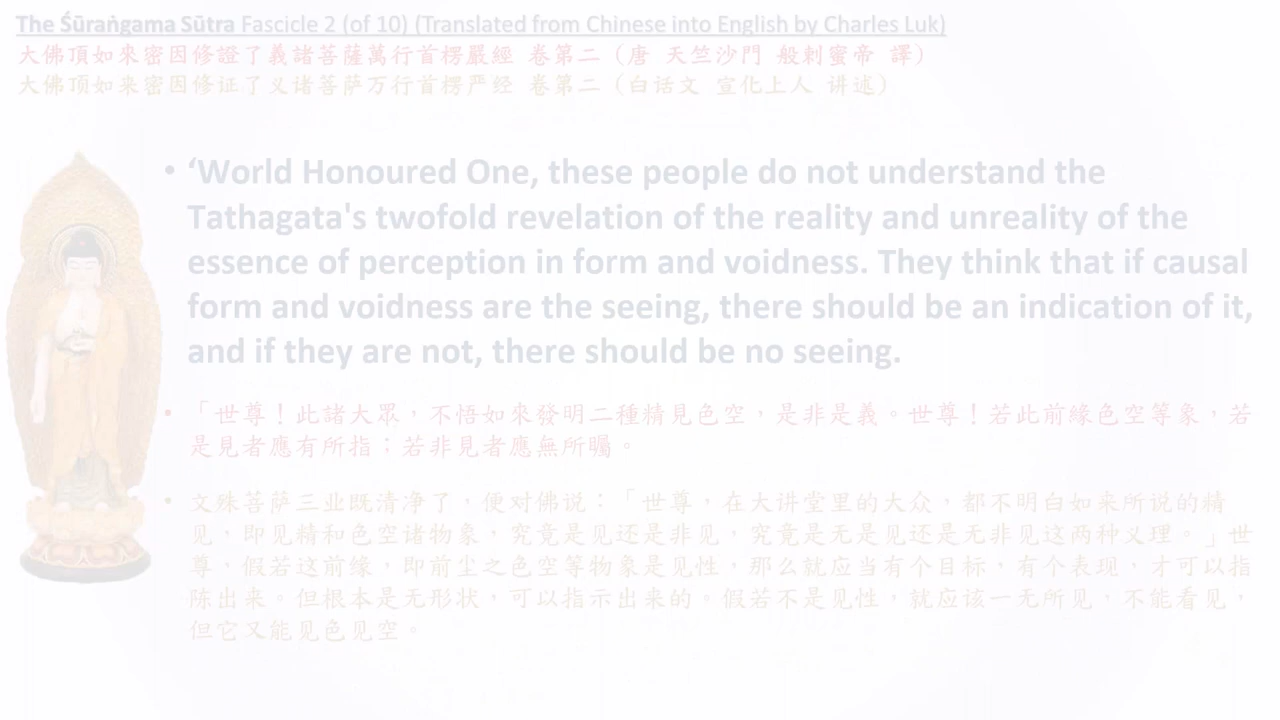 The Śūraṅgama Sūtra Fascicle 2 (of 10) (Translated from Chinese into English by Charles Luk)
大佛頂如來密因修證了義諸菩薩萬行首楞嚴經 卷第二（唐 天竺沙門 般剌蜜帝 譯）
大佛顶如来密因修证了义诸菩萨万行首楞严经 卷第二（白话文 宣化上人 讲述）
• ‘World Honoured One, these people do not understand the
Tathagata's twofold revelation of the reality and unreality of the
essence of perception in form and voidness. They think that if causal
form and voidness are the seeing, there should be an indication of it,
and if they are not, there should be no seeing.
• 「世尊！此諸大眾，不悟如來發明二種精見色空，是非是義。世尊！若此前緣色空等象，若
是見者應有所指；若非見者應無所矚。
• 文殊菩萨三业既清净了，便对佛说：「世尊，在大讲堂里的大众，都不明白如来所说的精
见，即见精和色空诸物象，究竟是见还是非见，究竟是无是见还是无非见这两种义理。」世
尊，假若这前缘，即前尘之色空等物象是见性，那么就应当有个目标，有个表现，才可以指
陈出来。但根本是无形状，可以指示出来的。假若不是见性，就应该一无所见，不能看见，
但它又能见色见空。